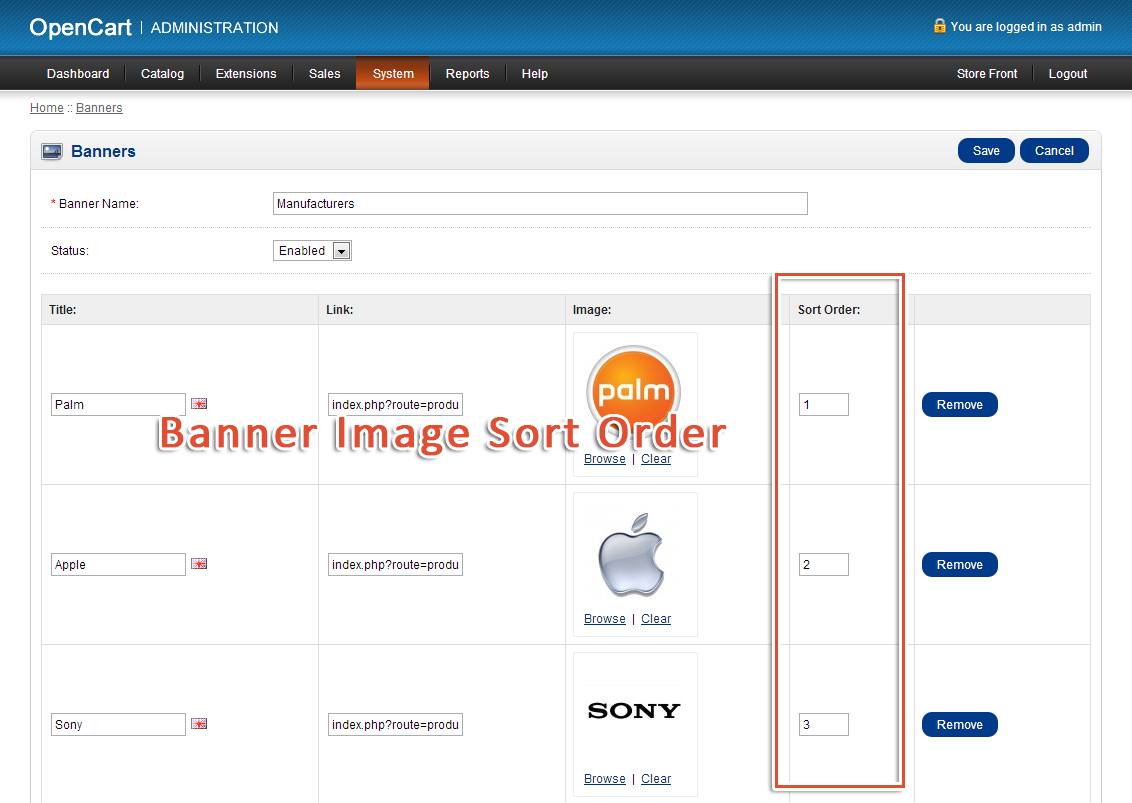 OpenCart | ADMINISTRATION You are logged in as admin
Dashboard Catalog Extensions Sales System Reports Help Store Front Logout
Home :: Banners
Banners Save Cancel
* Banner Name: Manufacturers
Status: Enabled
Title: Link: Image: Sort Order:
palm
Palm index.php?route=produ 1 Remove
Banner Image Sort Order
Browse | Clear
Apple index.php?route=produ 2 Remove
Browse | Clear
SONY
Sony index.php?route=produ 3 Remove
Browse | Clear